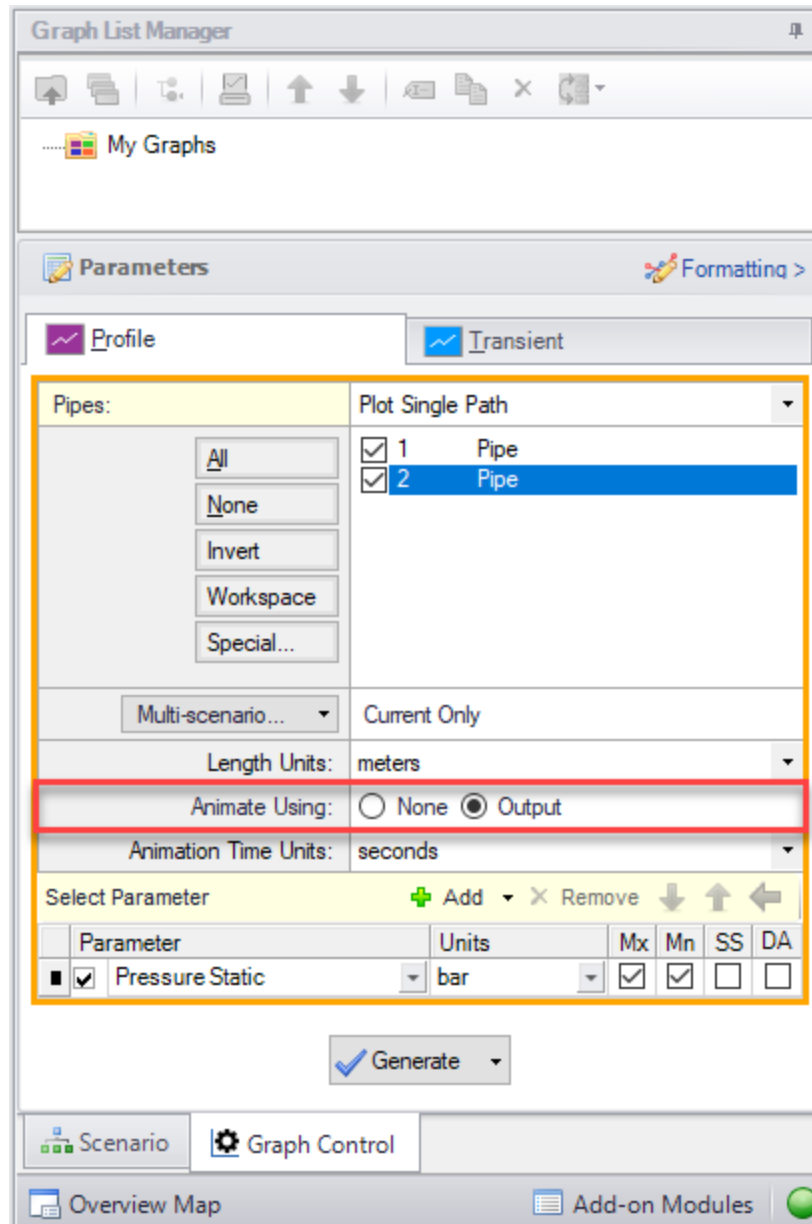 Graph List Manager
My Graphs
Parameters
Formatting >
Profile
Transient
Pipes:
Plot Single Path
All
None
Invert
Workspace
Special...
1 Pipe
2 Pipe
Multi-scenario...
Current Only
Length Units:
meters
Animate Using:
None
Output
Animation Time Units:
seconds
Select Parameter
Add
Remove
Parameter
Units
Mx
Mn
SS
DA
Pressure Static
bar
Generate
Scenario
Graph Control
Overview Map
Add-on Modules